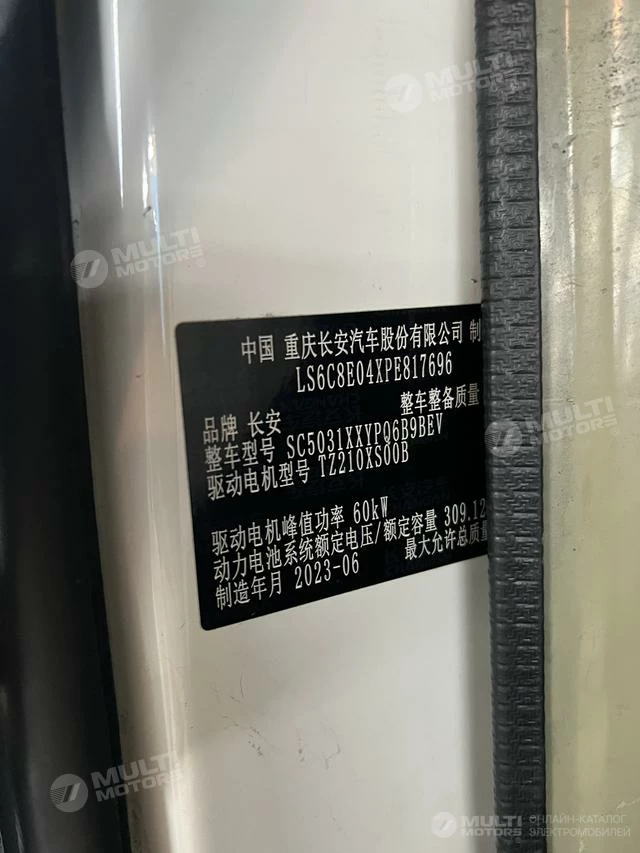 MULTI
MOTORS
MULTI
MOTORS
中国 重庆长安汽车股份有限公司 制
LS6C8E04XPE817696
品牌 长安
整车整备质量
整车型号 SC5031XXYPQ6B9BEV
驱动电机型号 TZ210XS00B
驱动电机峰值功率 60kW
动力电池系统额定电压/额定容量 309.12
制造年月 2023-06
最大允许总质量
MULTI
MOTORS
MULTI
MOTORS
ОНЛАЙН-КАТАЛОГ
ЭЛЕКТРОМОБИЛЕЙ